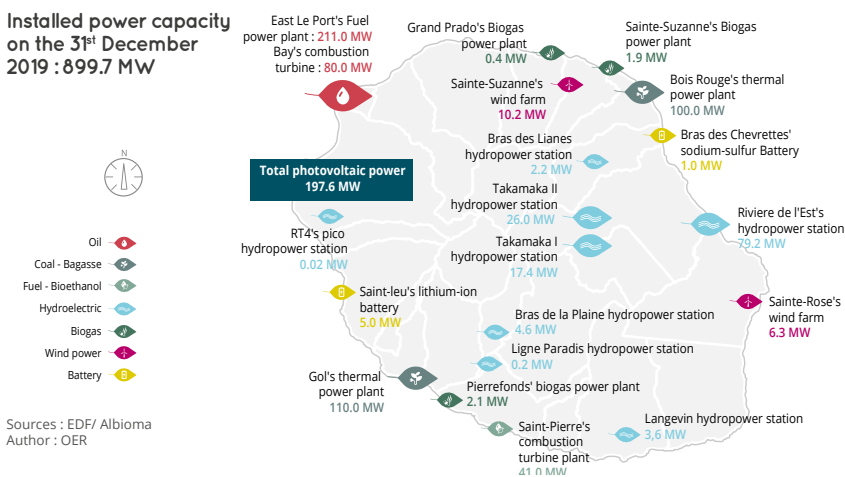 Installed power capacity
on the 31st December
2019 : 899.7 MW
East Le Port's Fuel
power plant : 211.0 MW
Bay's combustion
turbine : 80.0 MW
Grand Prado's Biogas
power plant
0.4 MW
Sainte-Suzanne's Biogas
power plant
1.9 MW
Sainte-Suzanne's
wind farm
10.2 MW
Bois Rouge's thermal
power plant
100.0 MW
Bras des Chevrettes'
sodium-sulfur Battery
1.0 MW
Bras des Lianes
hydropower station
2.2 MW
N
Total photovoltaic power
197.6 MW
Takamaka II
hydropower station
26.0 MW
Riviere de l'Est's
hydropower station
79.2 MW
RT4's pico
hydropower station
0.02 MW
Takamaka I
hydropower station
17.4 MW
Oil
Coal - Bagasse
Fuel - Bioethanol
Hydroelectric
Biogas
Wind power
Battery
Saint-leu's lithium-ion
battery
5.0 MW
Sainte-Rose's
wind farm
6.3 MW
Bras de la Plaine hydropower station
4.6 MW
Ligne Paradis hydropower station
0.2 MW
Gol's thermal
power plant
110.0 MW
Pierrefonds' biogas power plant
2.1 MW
Saint-Pierre's
combustion
turbine plant
41.0 MW
Langevin hydropower station
3,6 MW
Sources : EDF/ Albioma
Author : OER